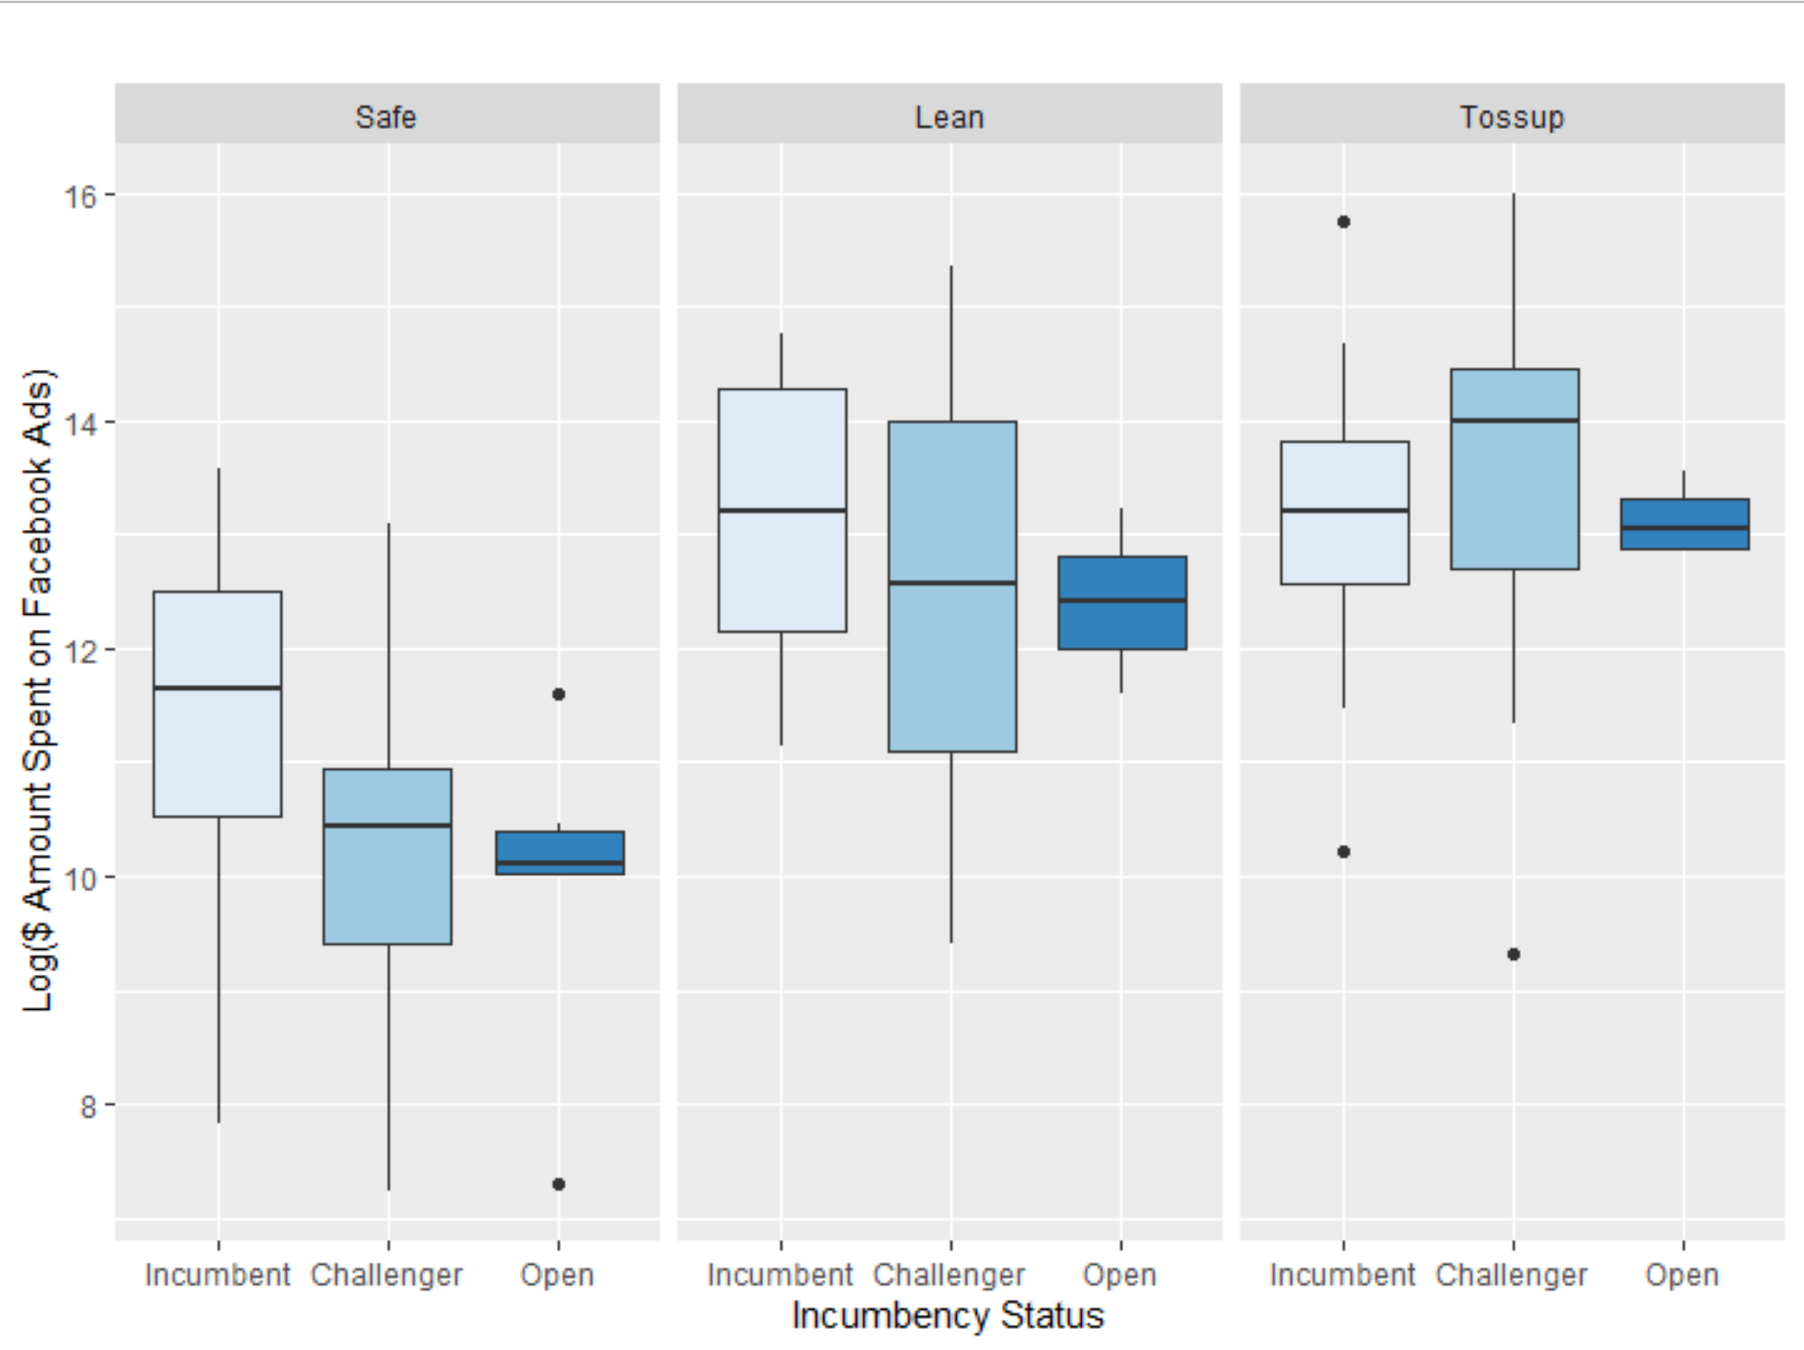 Safe Lean Tossup
16
14
12
10
8
Log($ Amount Spent on Facebook Ads)
Incumbent Challenger Open Incumbent Challenger Open Incumbent Challenger Open
Incumbency Status